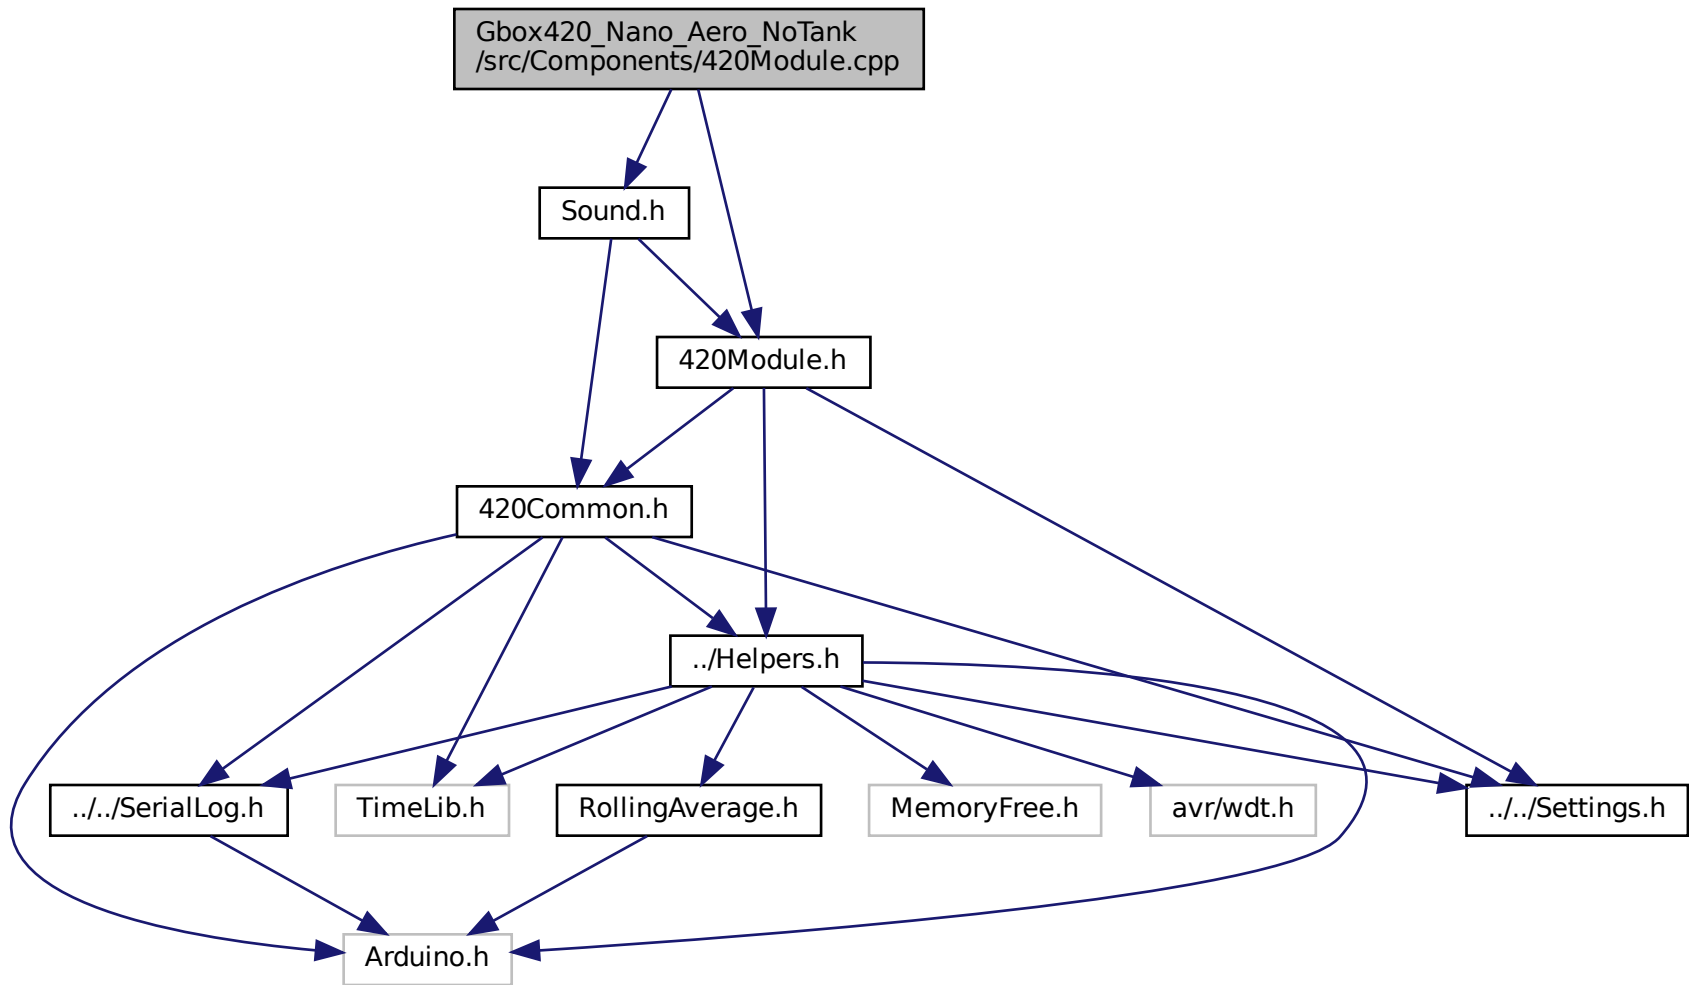 Gbox420_Nano_Aero_NoTank
/src/Components/420Module.cpp
Sound.h
420Module.h
420Common.h
../Helpers.h
../../SerialLog.h
TimeLib.h
RollingAverage.h
MemoryFree.h
avr/wdt.h
../../Settings.h
Arduino.h